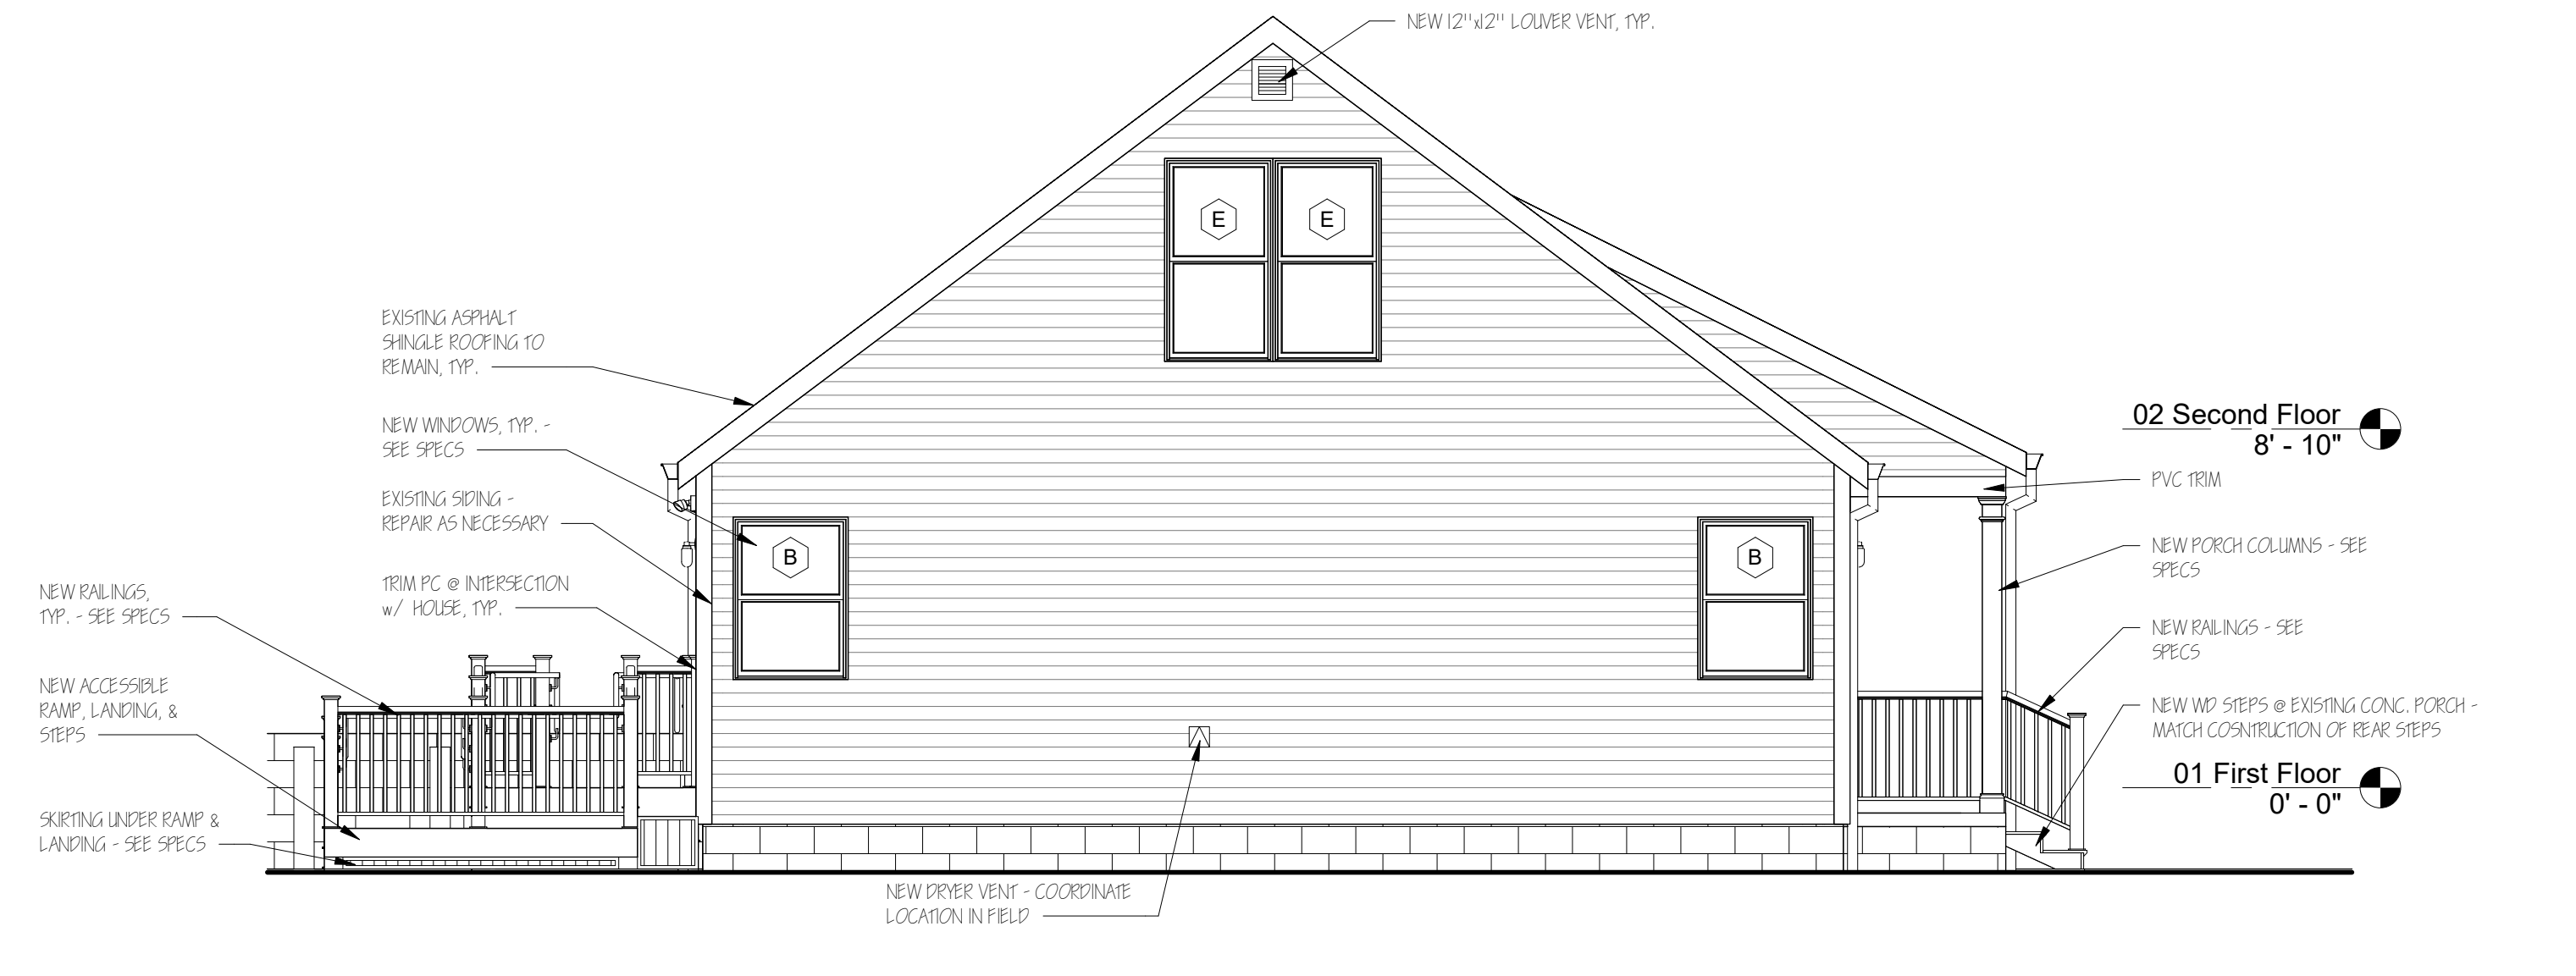 NEW 12"x12" LOUVER VENT, TYP.
E
E
EXISTING ASPHALT
SHINGLE ROOFING TO
REMAIN, TYP.
NEW WINDOWS, TYP. -
SEE SPECS
EXISTING SIDING -
REPAIR AS NECESSARY
TRIM PC @ INTERSECTION
w/ HOUSE, TYP.
NEW RAILINGS,
TYP. - SEE SPECS
NEW ACCESSIBLE
RAMP, LANDING, &
STEPS
SKIRTING UNDER RAMP &
LANDING - SEE SPECS
B
B
NEW DRYER VENT - COORDINATE
LOCATION IN FIELD
02 Second Floor
8' - 10"
PVC TRIM
NEW PORCH COLUMNS - SEE
SPECS
NEW RAILINGS - SEE
SPECS
NEW WD STEPS @ EXISTING CONC. PORCH -
MATCH COSNTRUCTION OF REAR STEPS
01 First Floor
0' - 0"